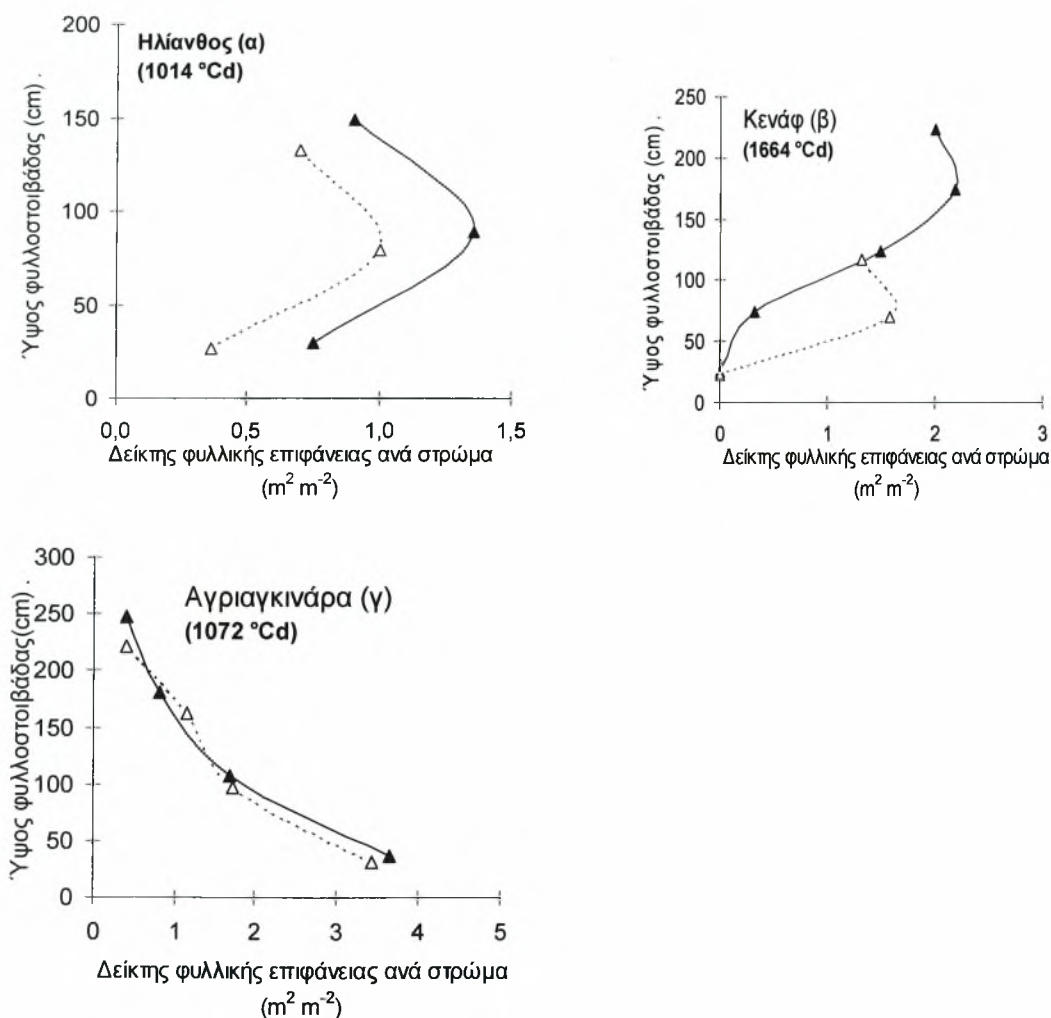 Ηλίανθος (α)
(1014 °Cd)
Ύψος φυλλοστοιβάδας (cm) .
200
150
100
50
0
0,0 0,5 1,0 1,5
Δείκτης φυλλικής επιφάνειας ανά στρώμα
(m² m⁻²)
Κενάφ (β)
(1664 °Cd)
Ύψος φυλλοστοιβάδας (cm) .
250
200
150
100
50
0
0 1 2 3
Δείκτης φυλλικής επιφάνειας ανά στρώμα
(m² m⁻²)
Αγριαγκινάρα (γ)
(1072 °Cd)
Ύψος φυλλοστοιβάδας(cm) .
300
250
200
150
100
50
0
0 1 2 3 4 5
Δείκτης φυλλικής επιφάνειας ανά στρώμα
(m² m⁻²)